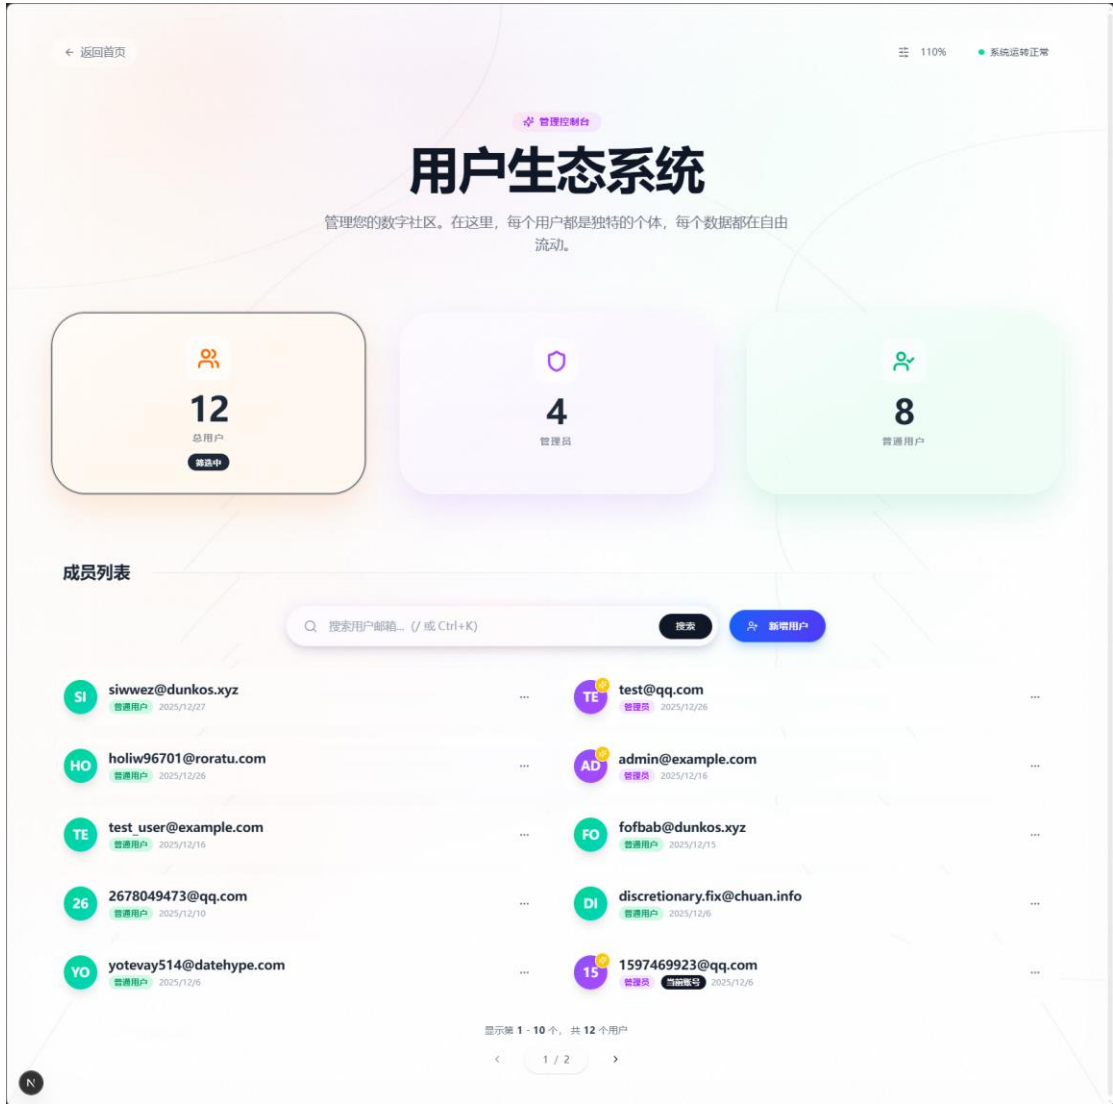 返回首页
110%
系统运转正常
管理控制台
用户生态系统
管理您的数字社区。在这里，每个用户都是独特的个体，每个数据都在自由
流动。
12
总用户
筛选中
4
管理员
8
普通用户
成员列表
搜索用户邮箱... (/ 或 Ctrl+K)
搜索
新增用户
SI
siwwez@dunkos.xyz
普通用户 2025/12/27
TE
test@qq.com
管理员 2025/12/26
HO
holiw96701@roratu.com
普通用户 2025/12/26
AD
admin@example.com
管理员 2025/12/16
TE
test_user@example.com
普通用户 2025/12/16
FO
fofbab@dunkos.xyz
普通用户 2025/12/15
26
2678049473@qq.com
普通用户 2025/12/10
DI
discretionary.fix@chuan.info
普通用户 2025/12/6
YO
yotevay514@datehype.com
普通用户 2025/12/6
15
1597469923@qq.com
管理员 当前账号 2025/12/6
显示第 1 - 10 个， 共 12 个用户
1 / 2
N